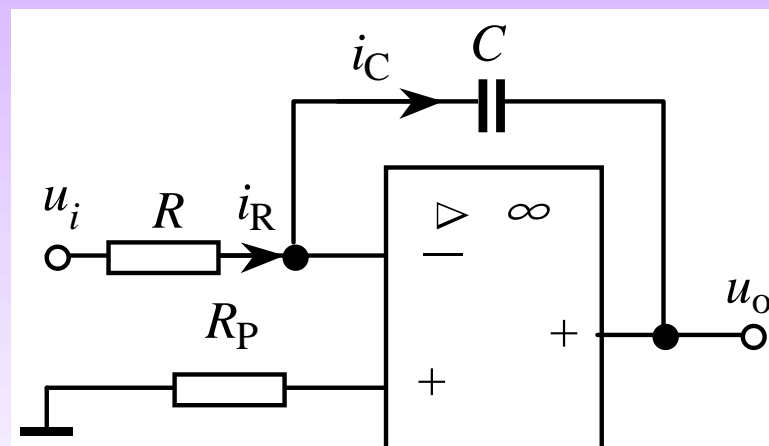 i_C
C
u_i
R
i_R
▷ ∞
−
u_o
R_P
+
+